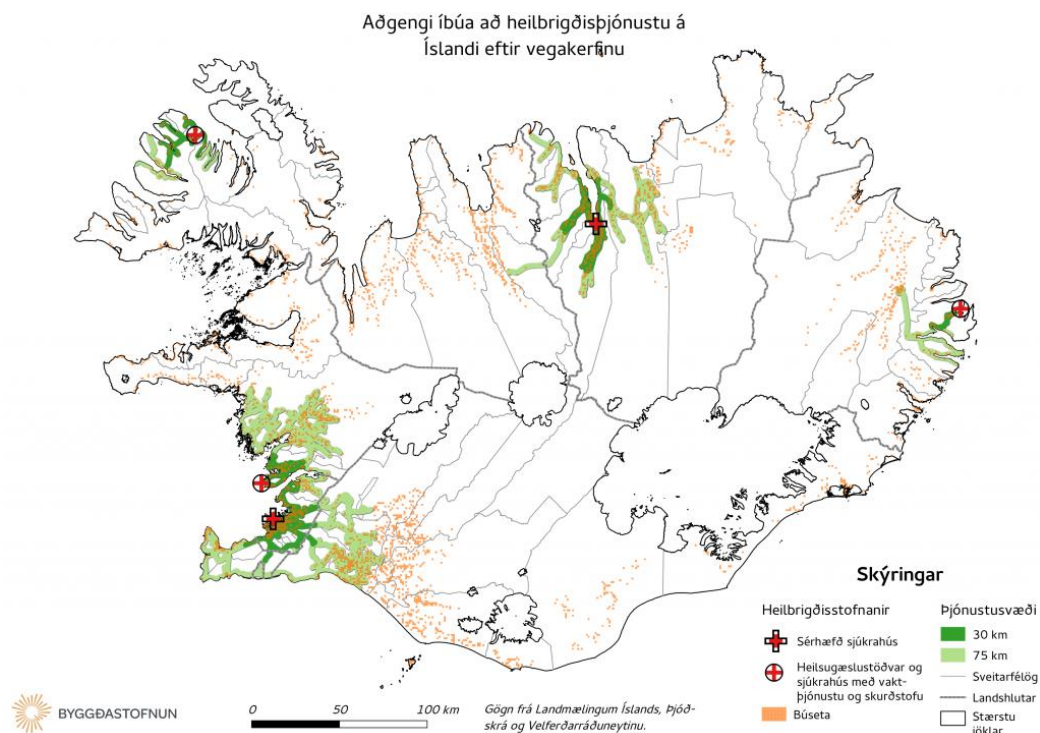 Aðgengi íbúa að heilbrigðisþjónustu á
Íslandi eftir vegakerfinu
Skýringar
Heilbrigðisstofnanir
Sérhæfð sjúkrahús
Heilsugæslustöðvar og
sjúkrahús með vakt-
þjónustu og skurðstofu
Búseta
Þjónustusvæði
30 km
75 km
Sveitarfélög
Landshlutar
Stærstu
jöklar
BYGGÐASTOFNUN
0 50 100 km
Gögn frá Landmælingum Íslands, Þjóð-
skrá og Velferðarráðuneytinu.